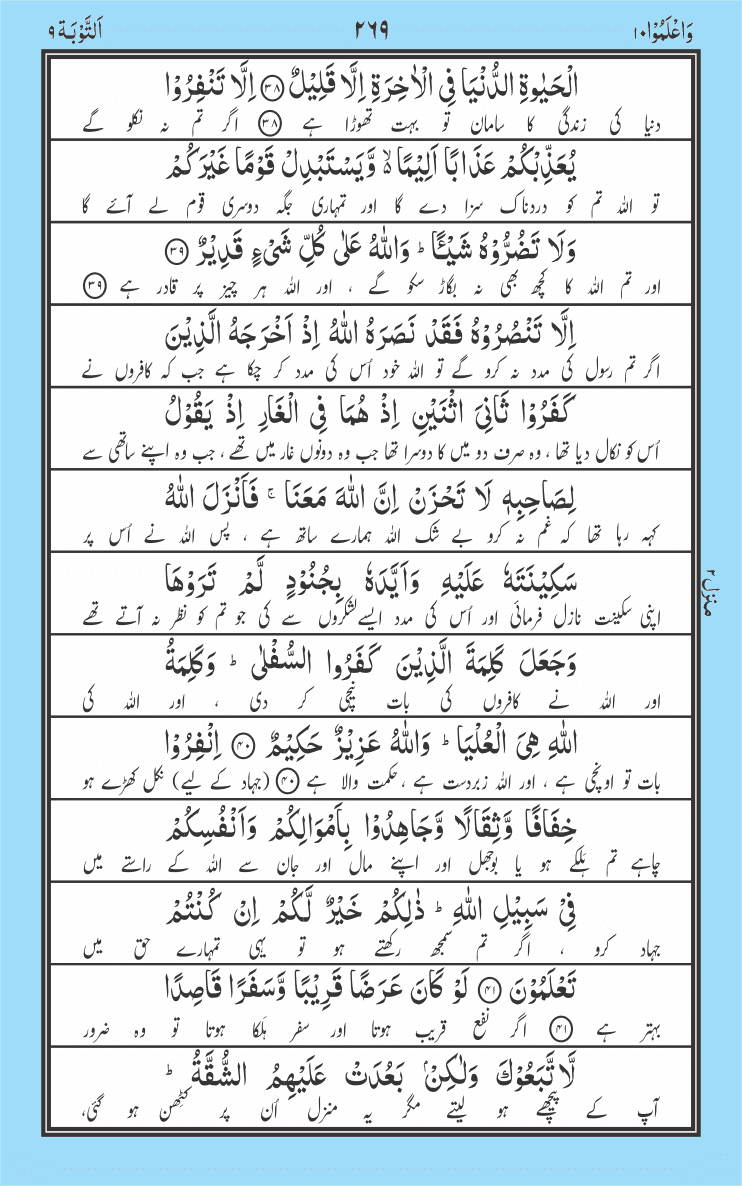 وَاعْلَمُوْٓا۱۰ ۲۶۹ اَلتَّوْبَة ۹
الْحَيٰوةِ الدُّنْيَا فِي الْاٰخِرَةِ اِلَّا قَلِيْلٌ ۳۸ اِلَّا تَنْفِرُوْا
دنیا کی زندگی کا سامان تو بہت تھوڑا ہے ۳۸ اگر تم نہ نکلو گے
يُعَذِّبْكُمْ عَذَابًا اَلِيْمًا ۙ وَّيَسْتَبْدِلْ قَوْمًا غَيْرَكُمْ
تو اللہ تم کو دردناک سزا دے گا اور تمہاری جگہ دوسری قوم لے آئے گا
وَلَا تَضُرُّوْهُ شَيْـًٔا ؕ وَاللّٰهُ عَلٰى كُلِّ شَيْءٍ قَدِيْرٌ ۳۹
اور تم اللہ کا کچھ بھی نہ بگاڑ سکو گے ، اور اللہ ہر چیز پر قادر ہے ۳۹
اِلَّا تَنْصُرُوْهُ فَقَدْ نَصَرَهُ اللّٰهُ اِذْ اَخْرَجَهُ الَّذِيْنَ
اگر تم رسول کی مدد نہ کرو گے تو اللہ خود اُس کی مدد کر چکا ہے جب کہ کافروں نے
كَفَرُوْا ثَانِيَ اثْنَيْنِ اِذْ هُمَا فِي الْغَارِ اِذْ يَقُوْلُ
اُس کو نکال دیا تھا ، وہ صرف دو میں کا دوسرا تھا جب وہ دونوں غار میں تھے ، جب وہ اپنے ساتھی سے
لِصَاحِبِهٖ لَا تَحْزَنْ اِنَّ اللّٰهَ مَعَنَا ۚ فَاَنْزَلَ اللّٰهُ
کہہ رہا تھا کہ غم نہ کرو بے شک اللہ ہمارے ساتھ ہے ، پس اللہ نے اُس پر
سَكِيْنَتَهٗ عَلَيْهِ وَاَيَّدَهٗ بِجُنُوْدٍ لَّمْ تَرَوْهَا
اپنی سکینت نازل فرمائی اور اُس کی مدد ایسے لشکروں سے کی جو تم کو نظر نہ آتے تھے
وَجَعَلَ كَلِمَةَ الَّذِيْنَ كَفَرُوا السُّفْلٰى ؕ وَكَلِمَةُ
اور اللہ نے کافروں کی بات نیچی کر دی ، اور اللہ کی
اللّٰهِ هِيَ الْعُلْيَا ؕ وَاللّٰهُ عَزِيْزٌ حَكِيْمٌ ۴۰ اِنْفِرُوْا
بات تو اونچی ہے ، اور اللہ زبردست ہے ،حکمت والا ہے ۴۰ (جہاد کے لیے) نکل کھڑے ہو
خِفَافًا وَّثِقَالًا وَّجَاهِدُوْا بِاَمْوَالِكُمْ وَاَنْفُسِكُمْ
چاہے تم ہلکے ہو یا بوجھل اور اپنے مال اور جان سے اللہ کے راستے میں
فِيْ سَبِيْلِ اللّٰهِ ؕ ذٰلِكُمْ خَيْرٌ لَّكُمْ اِنْ كُنْتُمْ
جہاد کرو ، اگر تم سمجھ رکھتے ہو تو یہی تمہارے حق میں
تَعْلَمُوْنَ ۴۱ لَوْ كَانَ عَرَضًا قَرِيْبًا وَّسَفَرًا قَاصِدًا
بہتر ہے ۴۱ اگر نفع قریب ہوتا اور سفر ہلکا ہوتا تو وہ ضرور
لَّاتَّبَعُوْكَ وَلٰكِنْۢ بَعُدَتْ عَلَيْهِمُ الشُّقَّةُ ؕ
آپ کے پیچھے ہو لیتے مگر یہ منزل اُن پر کٹھن ہو گئی،
منزل ۲